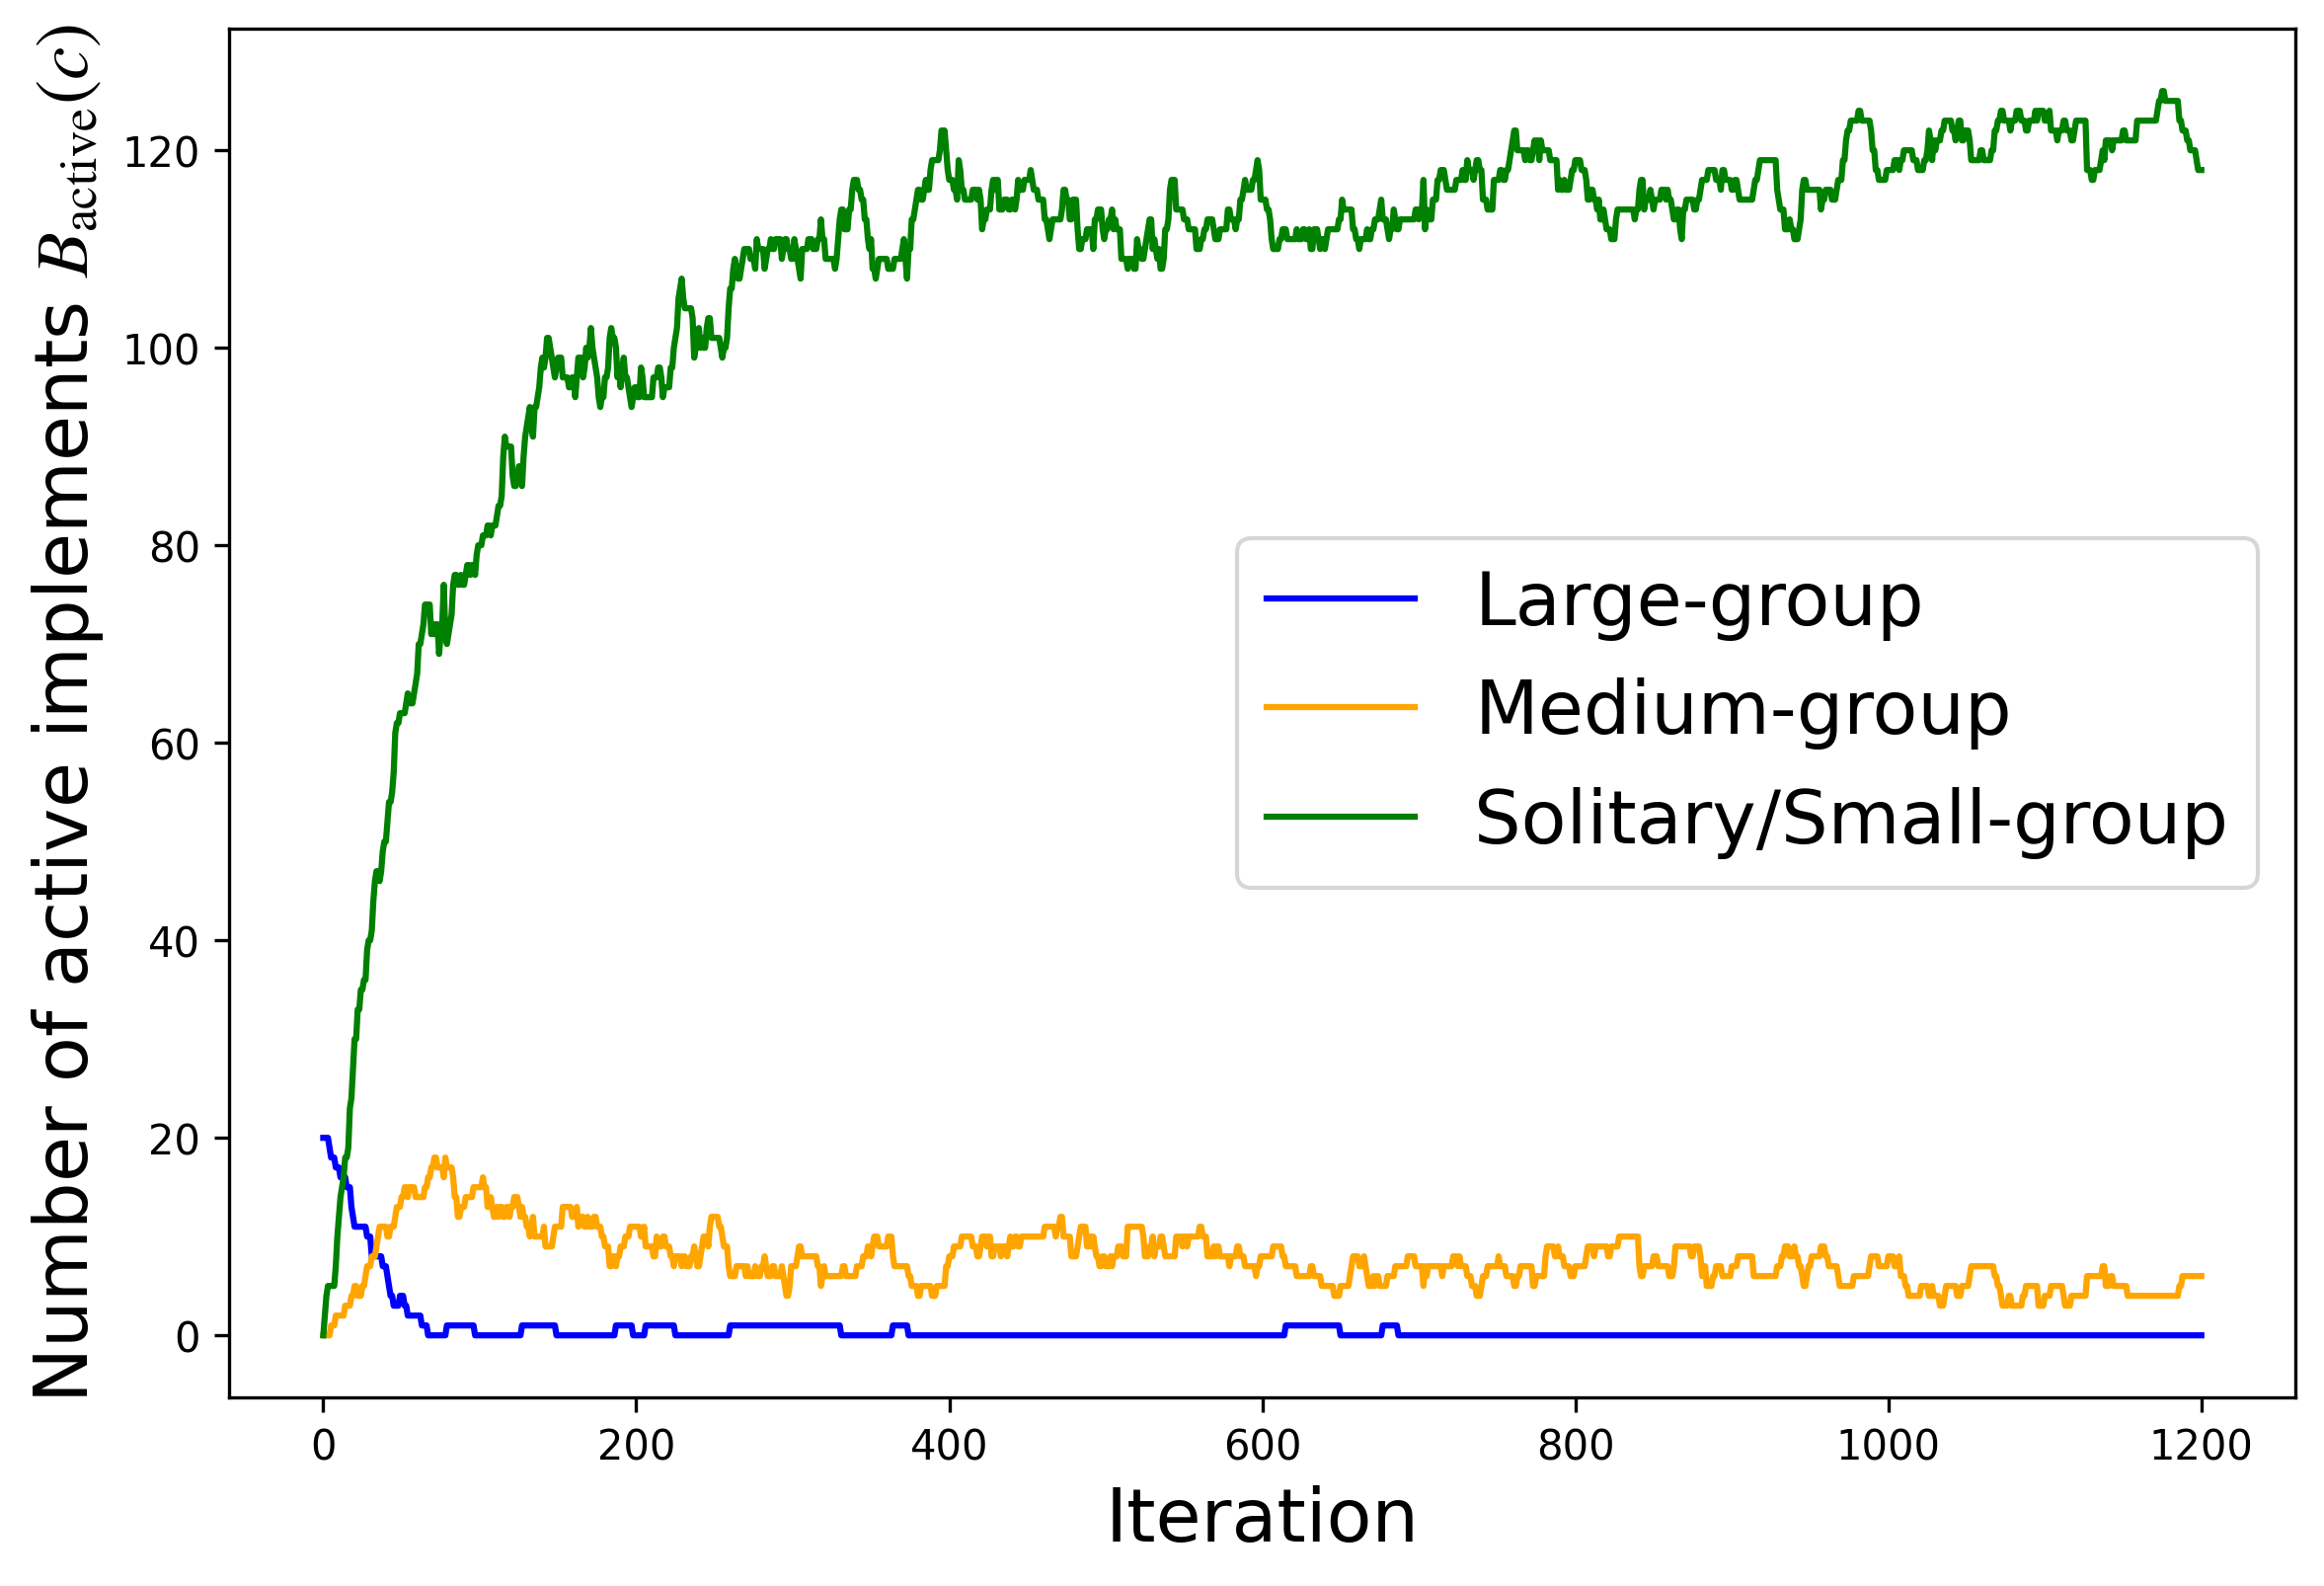 Number of active implements B_active(c)
120
100
80
60
40
20
0
Large-group
Medium-group
Solitary/Small-group
0 200 400 600 800 1000 1200
Iteration